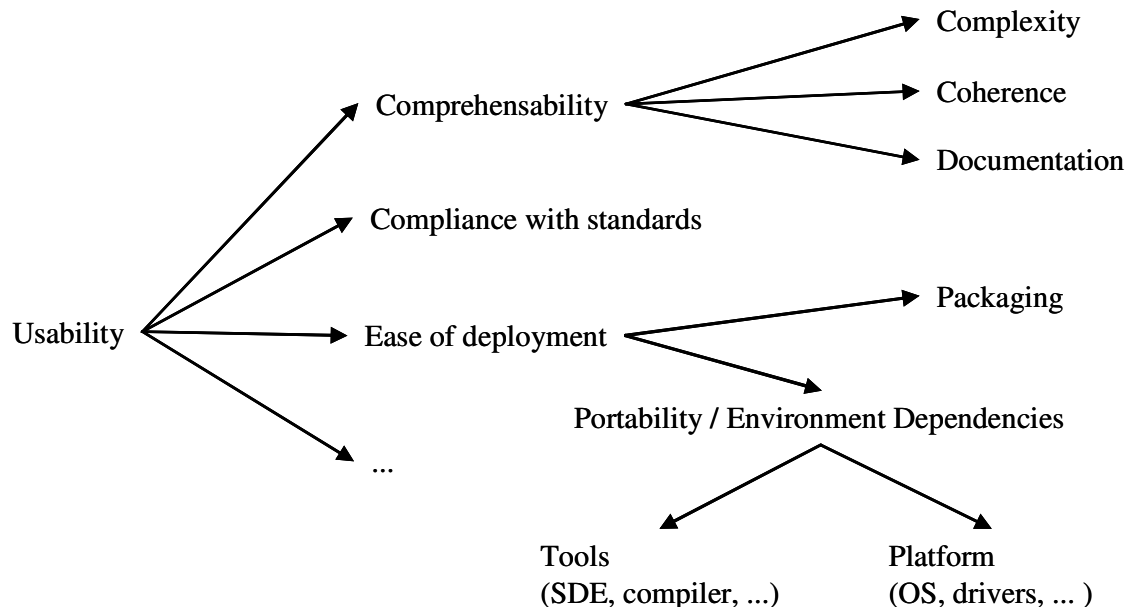 Complexity
Comprehensability
Coherence
Documentation
Compliance with standards
Packaging
Usability
Ease of deployment
Portability / Environment Dependencies
...
Tools
(SDE, compiler, ...)
Platform
(OS, drivers, ... )